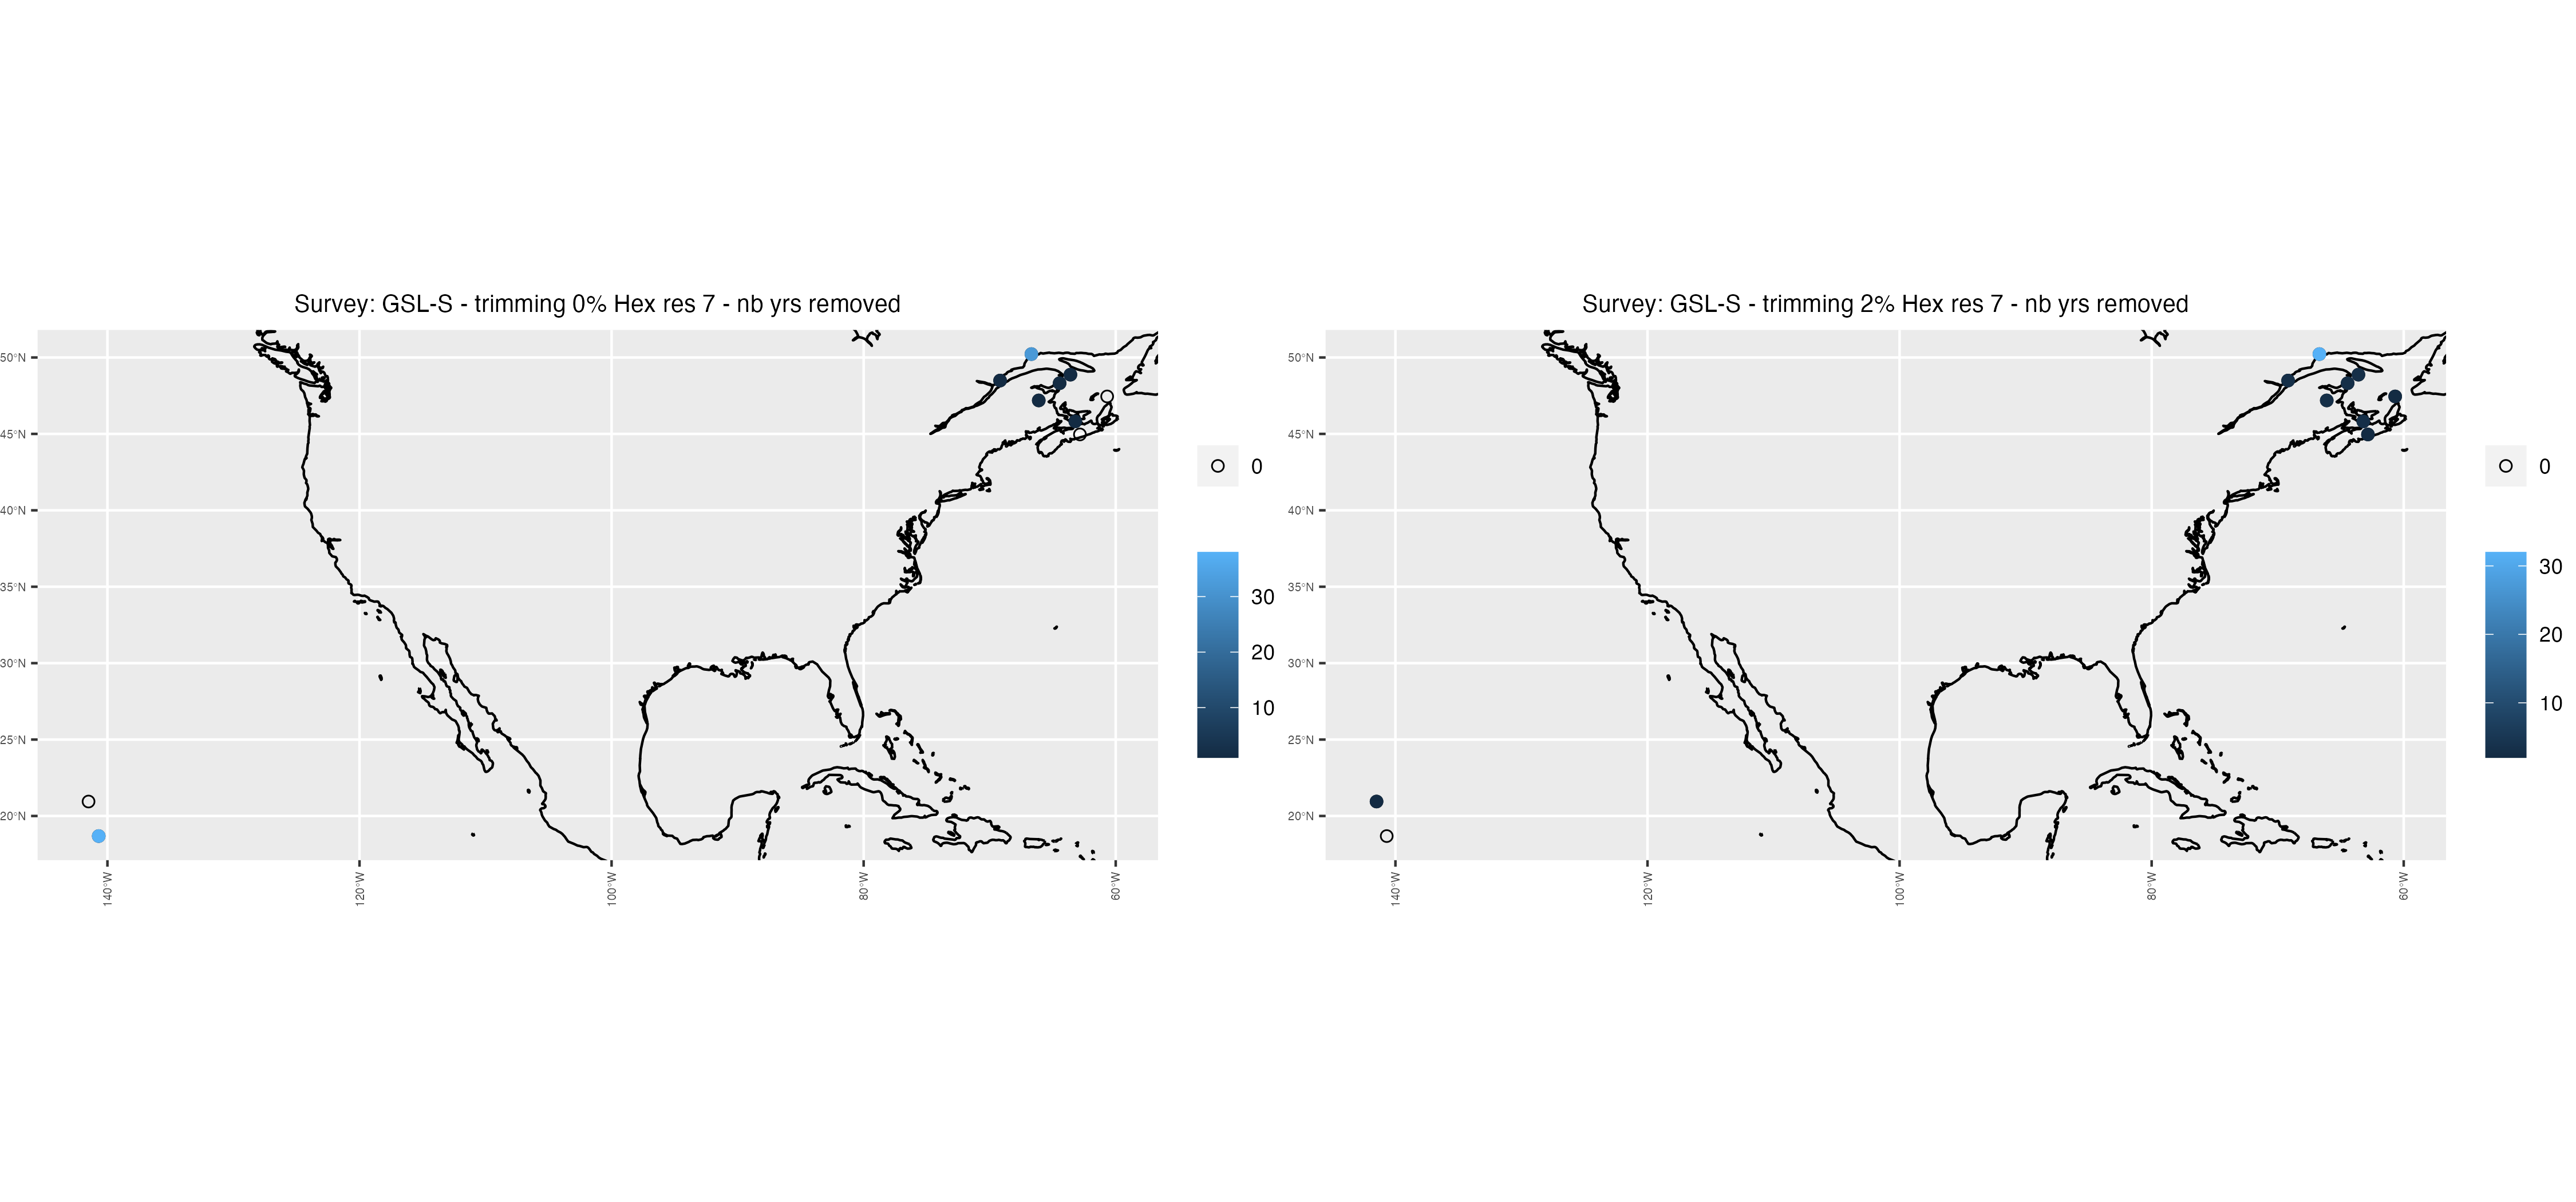 Survey: GSL-S - trimming 0% Hex res 7 - nb yrs removed
50°N
45°N
40°N
35°N
30°N
25°N
20°N
140°W
120°W
100°W
80°W
60°W
0
30
20
10
Survey: GSL-S - trimming 2% Hex res 7 - nb yrs removed
50°N
45°N
40°N
35°N
30°N
25°N
20°N
140°W
120°W
100°W
80°W
60°W
0
30
20
10